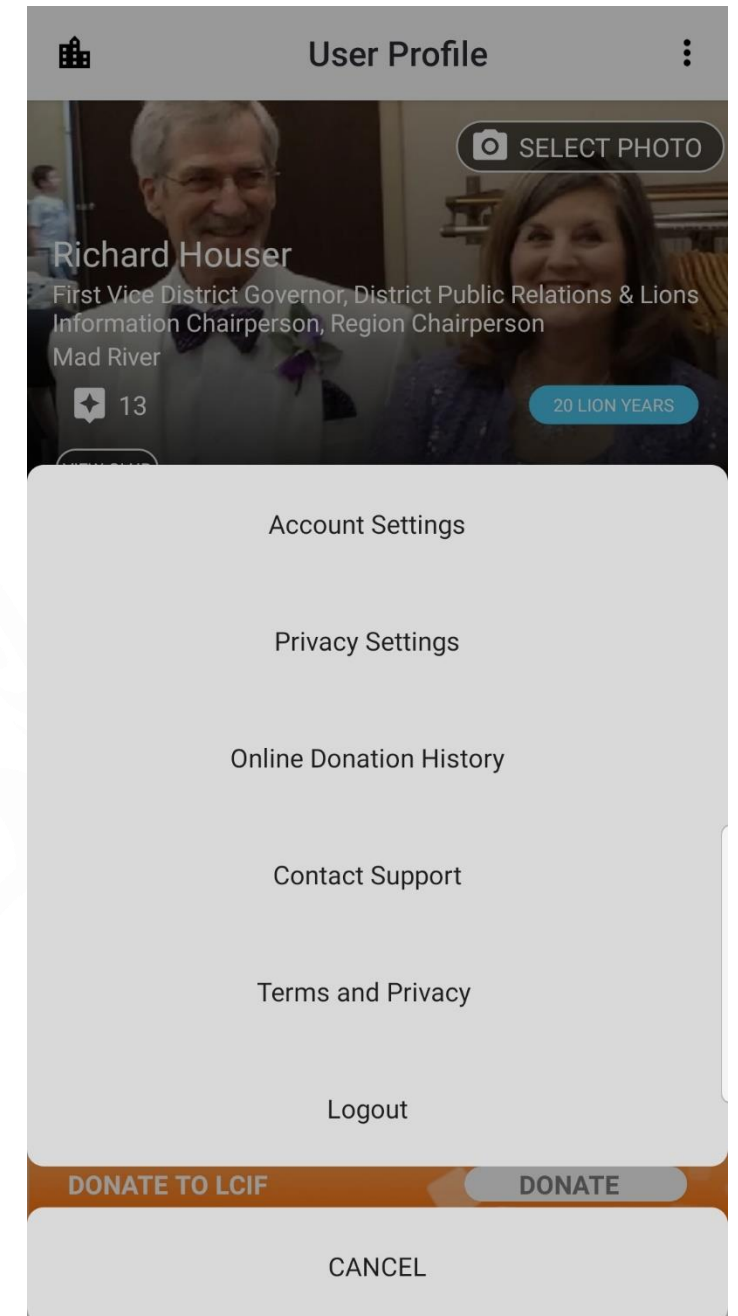 User Profile
SELECT PHOTO
Richard Houser
First Vice District Governor, District Public Relations & Lions
Information Chairperson, Region Chairperson
Mad River
13
20 LION YEARS
Account Settings
Privacy Settings
Online Donation History
Contact Support
Terms and Privacy
Logout
DONATE TO LCIF
DONATE
CANCEL